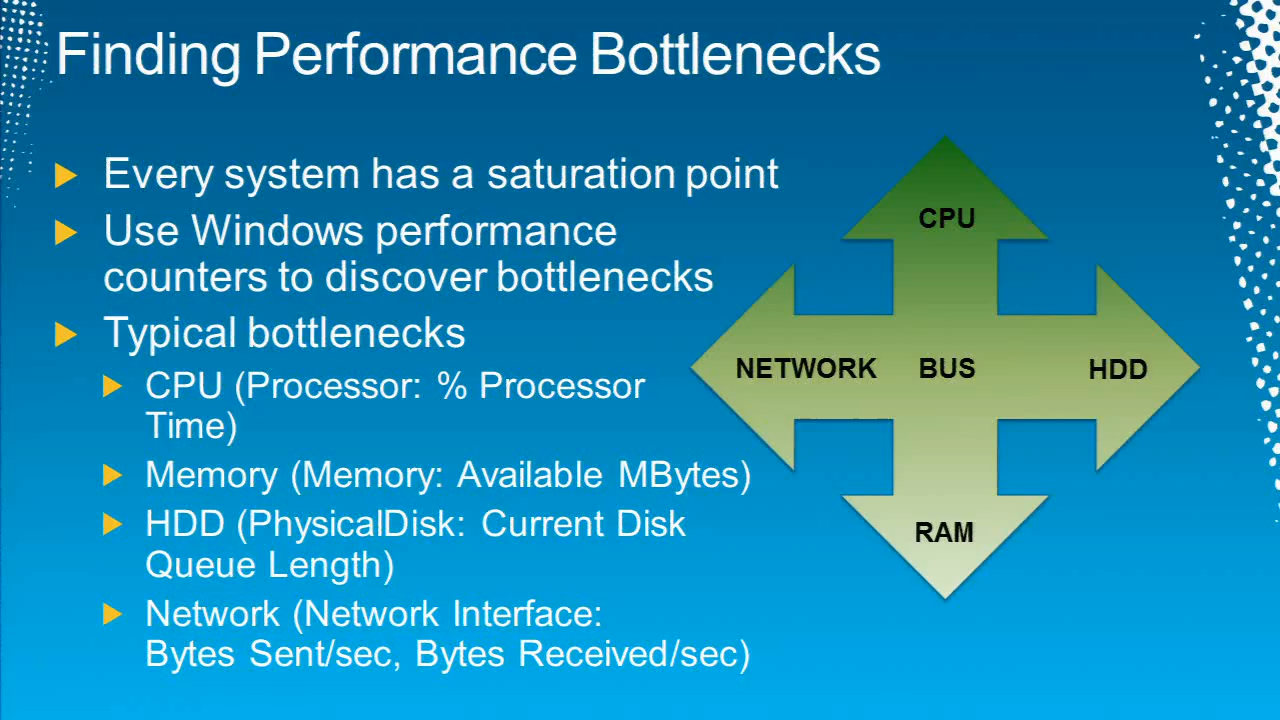 Finding Performance Bottlenecks
Every system has a saturation point
Use Windows performance
counters to discover bottlenecks
Typical bottlenecks
CPU (Processor: % Processor
Time)
Memory (Memory: Available MBytes)
HDD (PhysicalDisk: Current Disk
Queue Length)
Network (Network Interface:
Bytes Sent/sec, Bytes Received/sec)
CPU
NETWORK BUS HDD
RAM